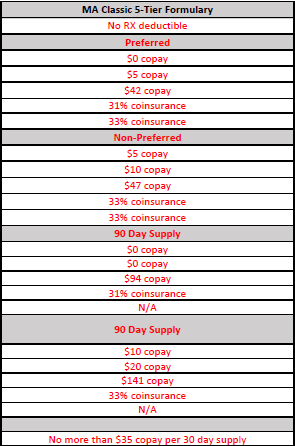 MA Classic 5-Tier Formulary
No RX deductible
Preferred
$0 copay
$5 copay
$42 copay
31% coinsurance
33% coinsurance
Non-Preferred
$5 copay
$10 copay
$47 copay
33% coinsurance
33% coinsurance
90 Day Supply
$0 copay
$0 copay
$94 copay
31% coinsurance
N/A
90 Day Supply
$10 copay
$20 copay
$141 copay
33% coinsurance
N/A
No more than $35 copay per 30 day supply